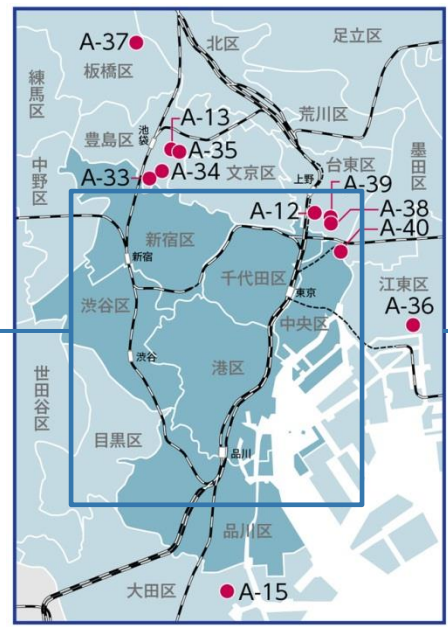 足立区
北区
A-37
板橋区
練馬区
荒川区
A-13
豊島区
池袋
A-35
墨田区
台東区
中野区
A-34
文京区
上野
A-33
A-39
A-12
A-38
A-40
新宿区
新宿
千代田区
江東区
東京
A-36
渋谷区
中央区
渋谷
港区
世田谷区
目黒区
品川
品川区
大田区
A-15